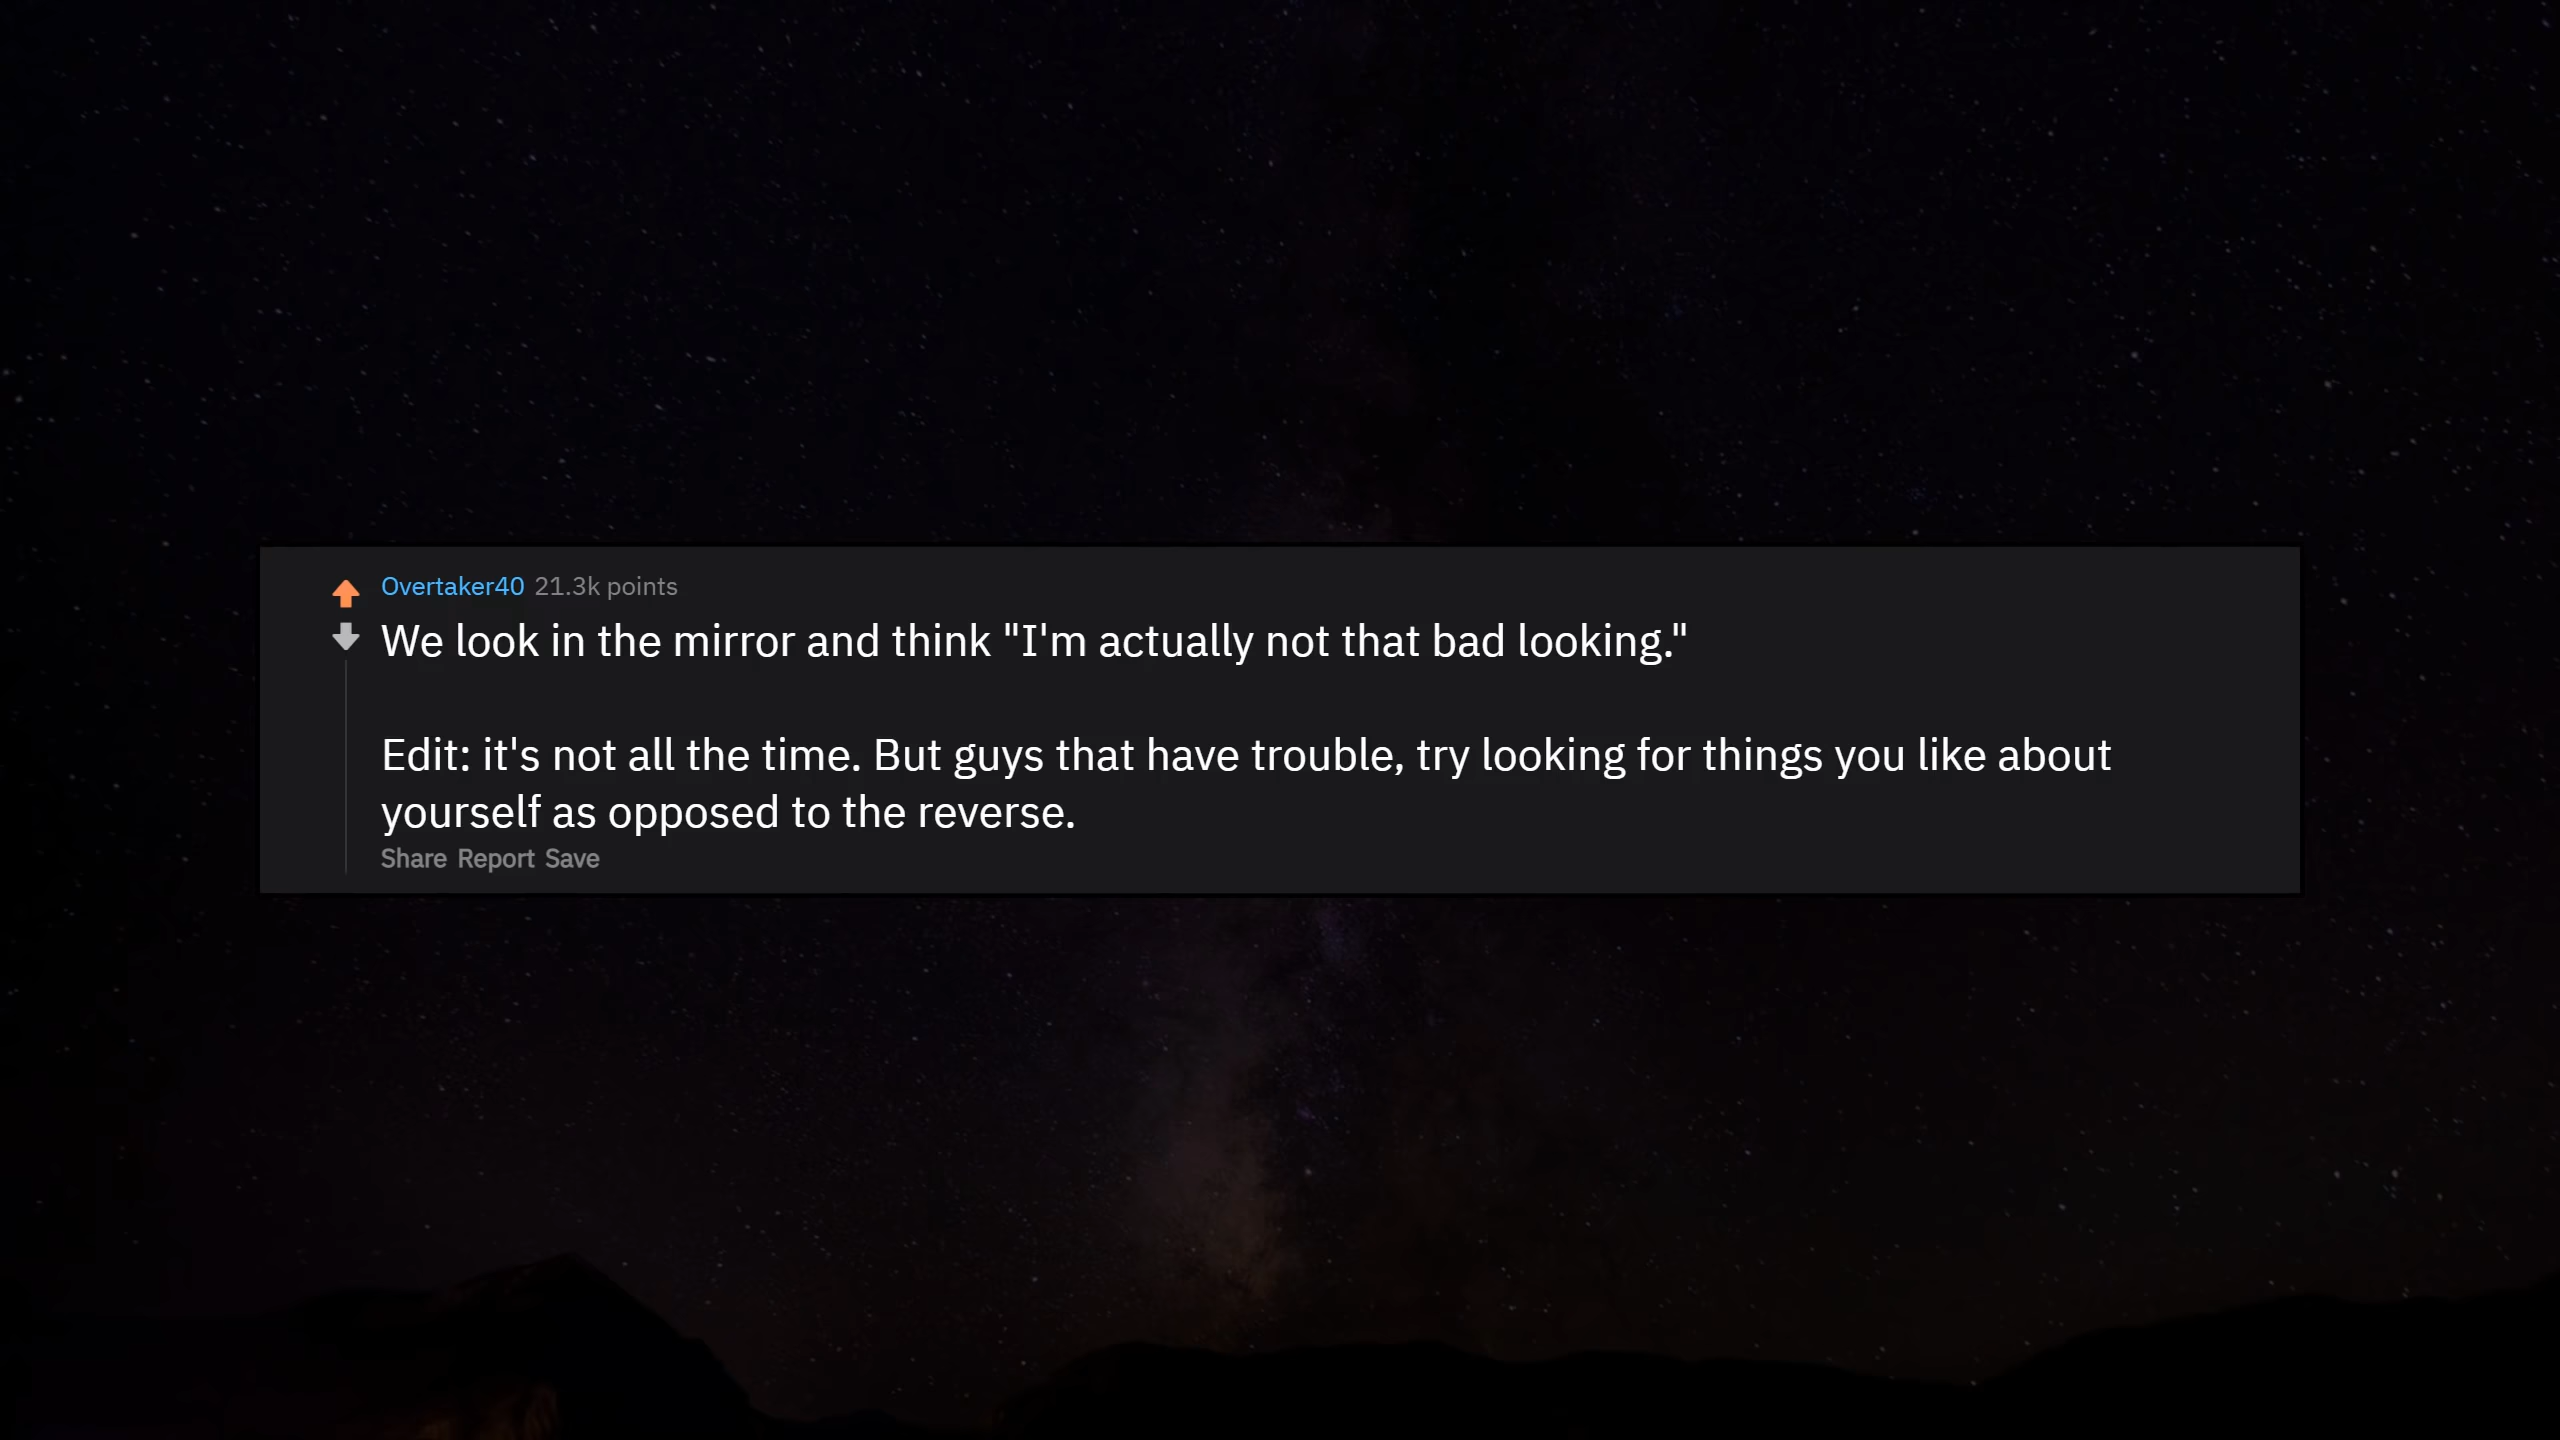 Overtaker40 21.3k points
We look in the mirror and think "I'm actually not that bad looking."
Edit: it's not all the time. But guys that have trouble, try looking for things you like about
yourself as opposed to the reverse.
Share Report Save